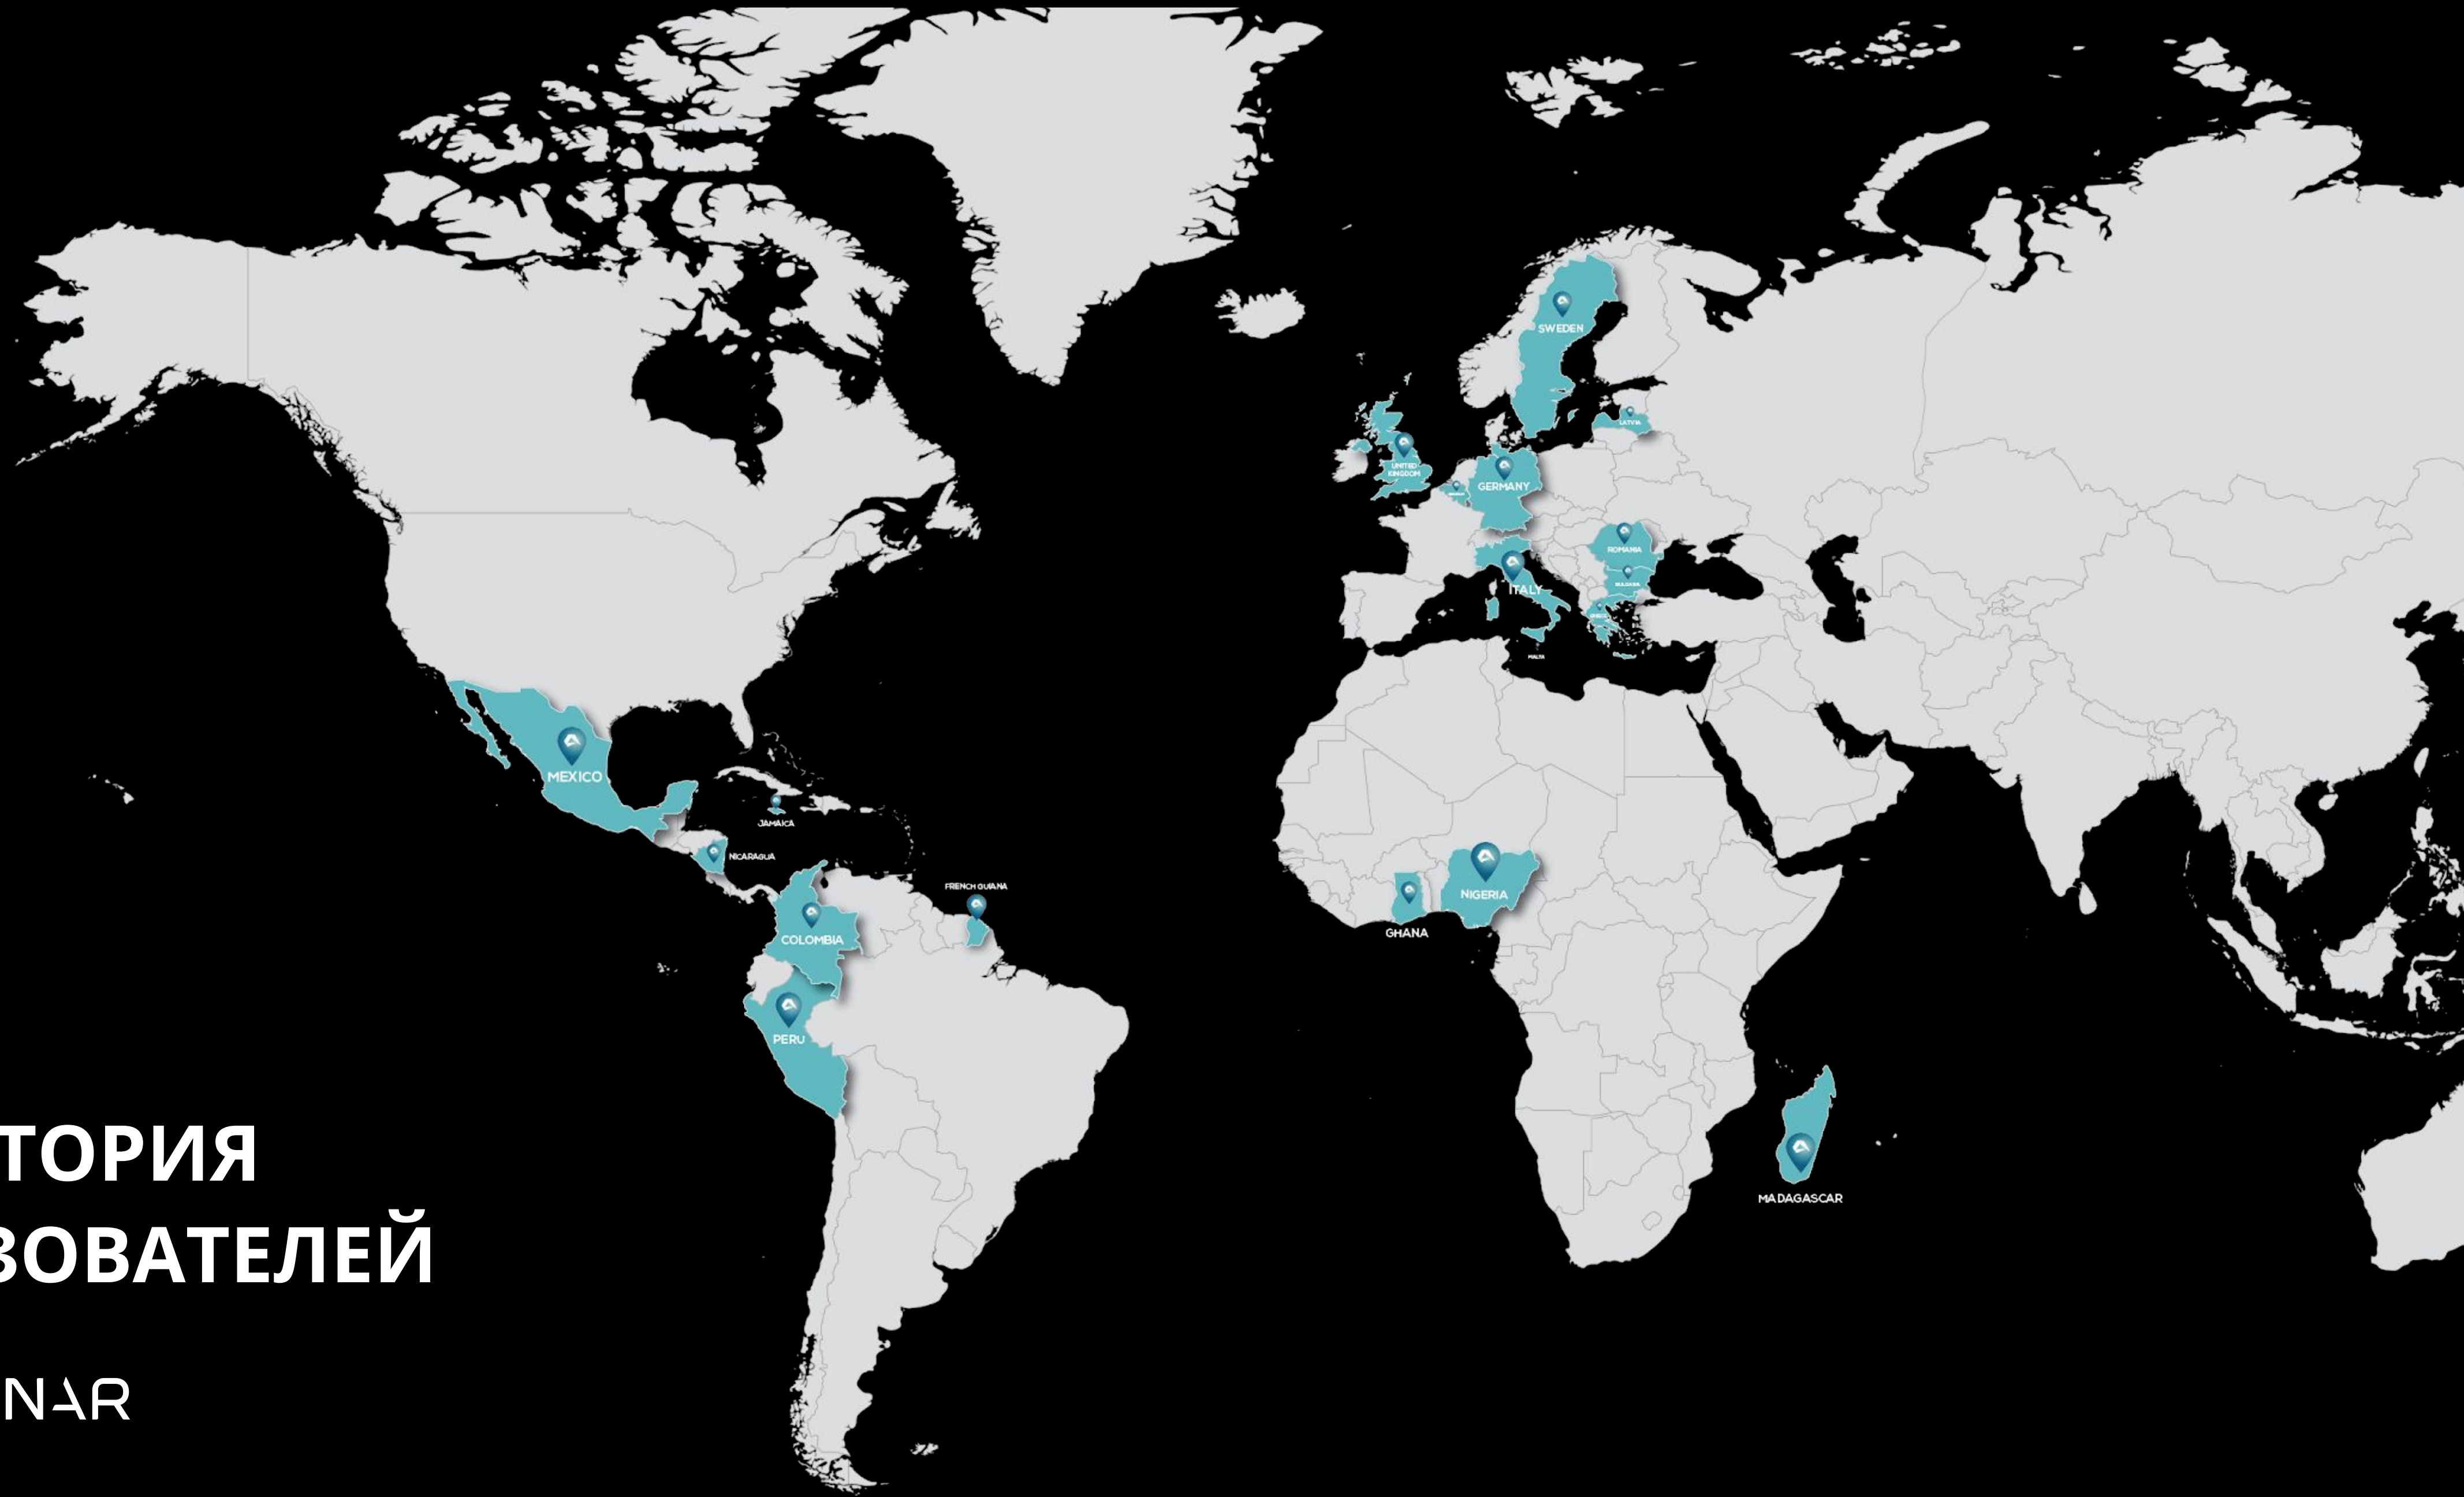 SWEDEN
LATVIA
UNITED
KINGDOM
GERMANY
ROMANIA
BULGARIA
ITALY
MALTA
MEXICO
JAMAICA
NICARAGUA
FRENCH GUIANA
COLOMBIA
NIGERIA
GHANA
PERU
MADAGASCAR
ТОРИЯ
ЗОВАТЕЛЕЙ
NAR